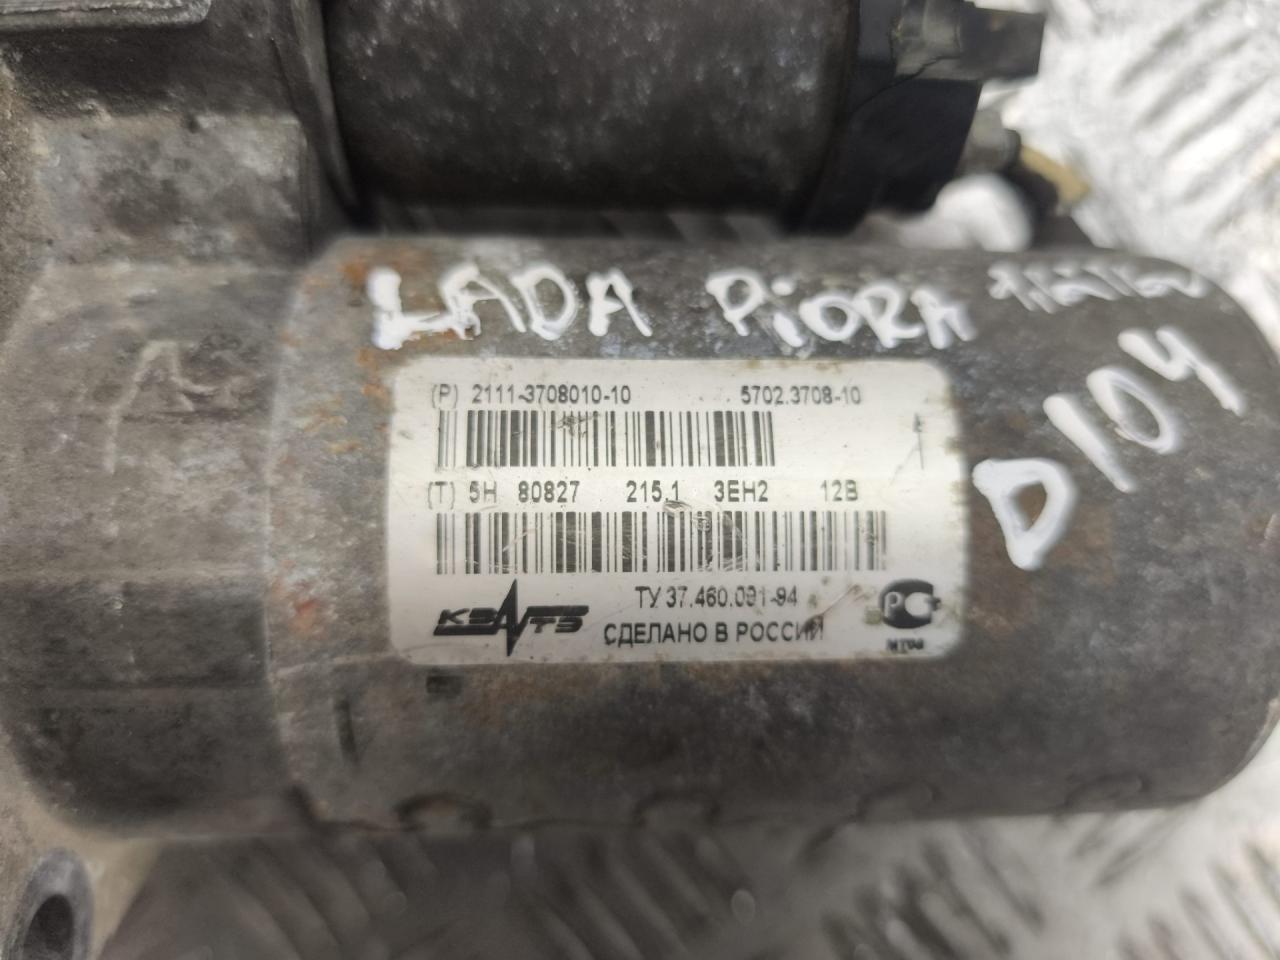 LADA PiORA
D104
(P) 2111-3708010-10 5702.3708-10
(T) 5H 80827 215.1 3EH2 12В
ТУ 37.460.091-94
КЗАТЭ
СДЕЛАНО В РОССИИ